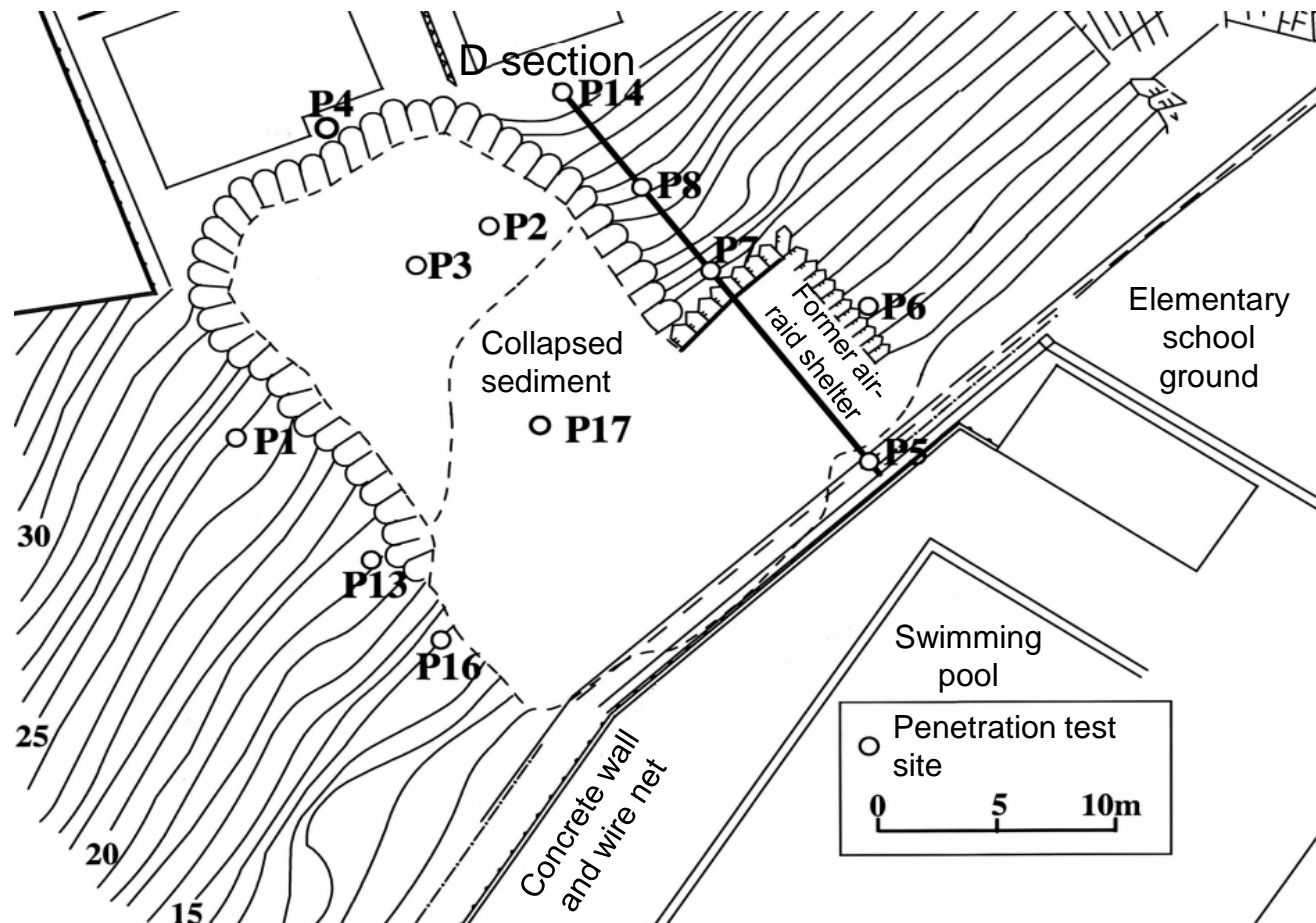 D section
P14
P4
P8
P2
P7
P3
P6
Former air-
raid shelter
Elementary
school
ground
Collapsed
sediment
P17
P1
P5
30
P13
P16
Swimming
pool
25
Penetration test
site
0 5 10m
Concrete wall
and wire net
20
15